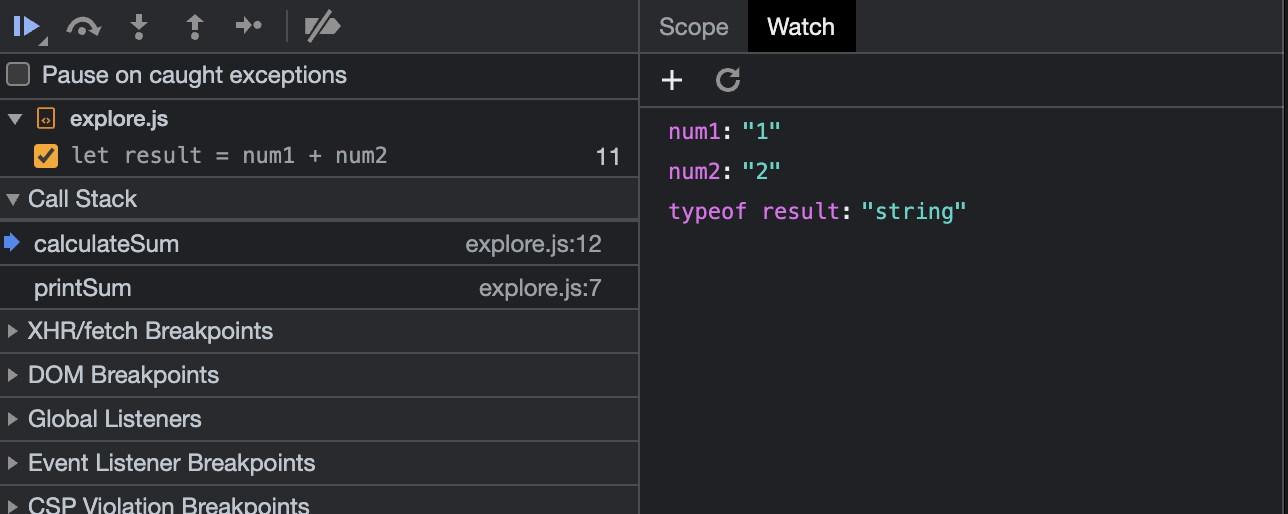 Pause on caught exceptions
explore.js
let result = num1 + num2 11
Call Stack
calculateSum explore.js:12
printSum explore.js:7
XHR/fetch Breakpoints
DOM Breakpoints
Global Listeners
Event Listener Breakpoints
CSP Violation Breakpoints
Scope Watch
num1: "1"
num2: "2"
typeof result: "string"